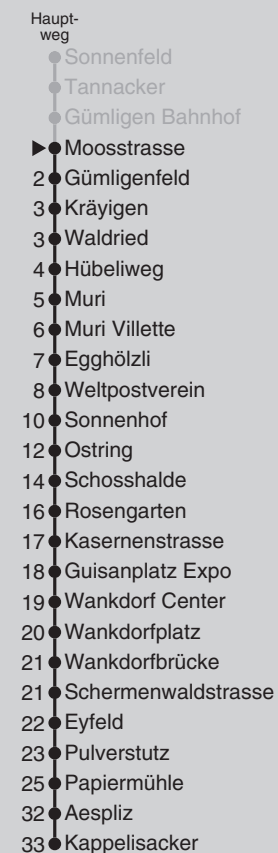 Haupt-
weg
Sonnenfeld
Tannacker
Gümligen Bahnhof
Moosstrasse
2 Gümligenfeld
3 Kräyigen
3 Waldried
4 Hübeliweg
5 Muri
6 Muri Villette
7 Egghölzli
8 Weltpostverein
10 Sonnenhof
12 Ostring
14 Schosshalde
16 Rosengarten
17 Kasernenstrasse
18 Guisanplatz Expo
19 Wankdorf Center
20 Wankdorfplatz
21 Wankdorfbrücke
21 Schermenwaldstrasse
22 Eyfeld
23 Pulverstutz
25 Papiermühle
32 Aespliz
33 Kappelisacker